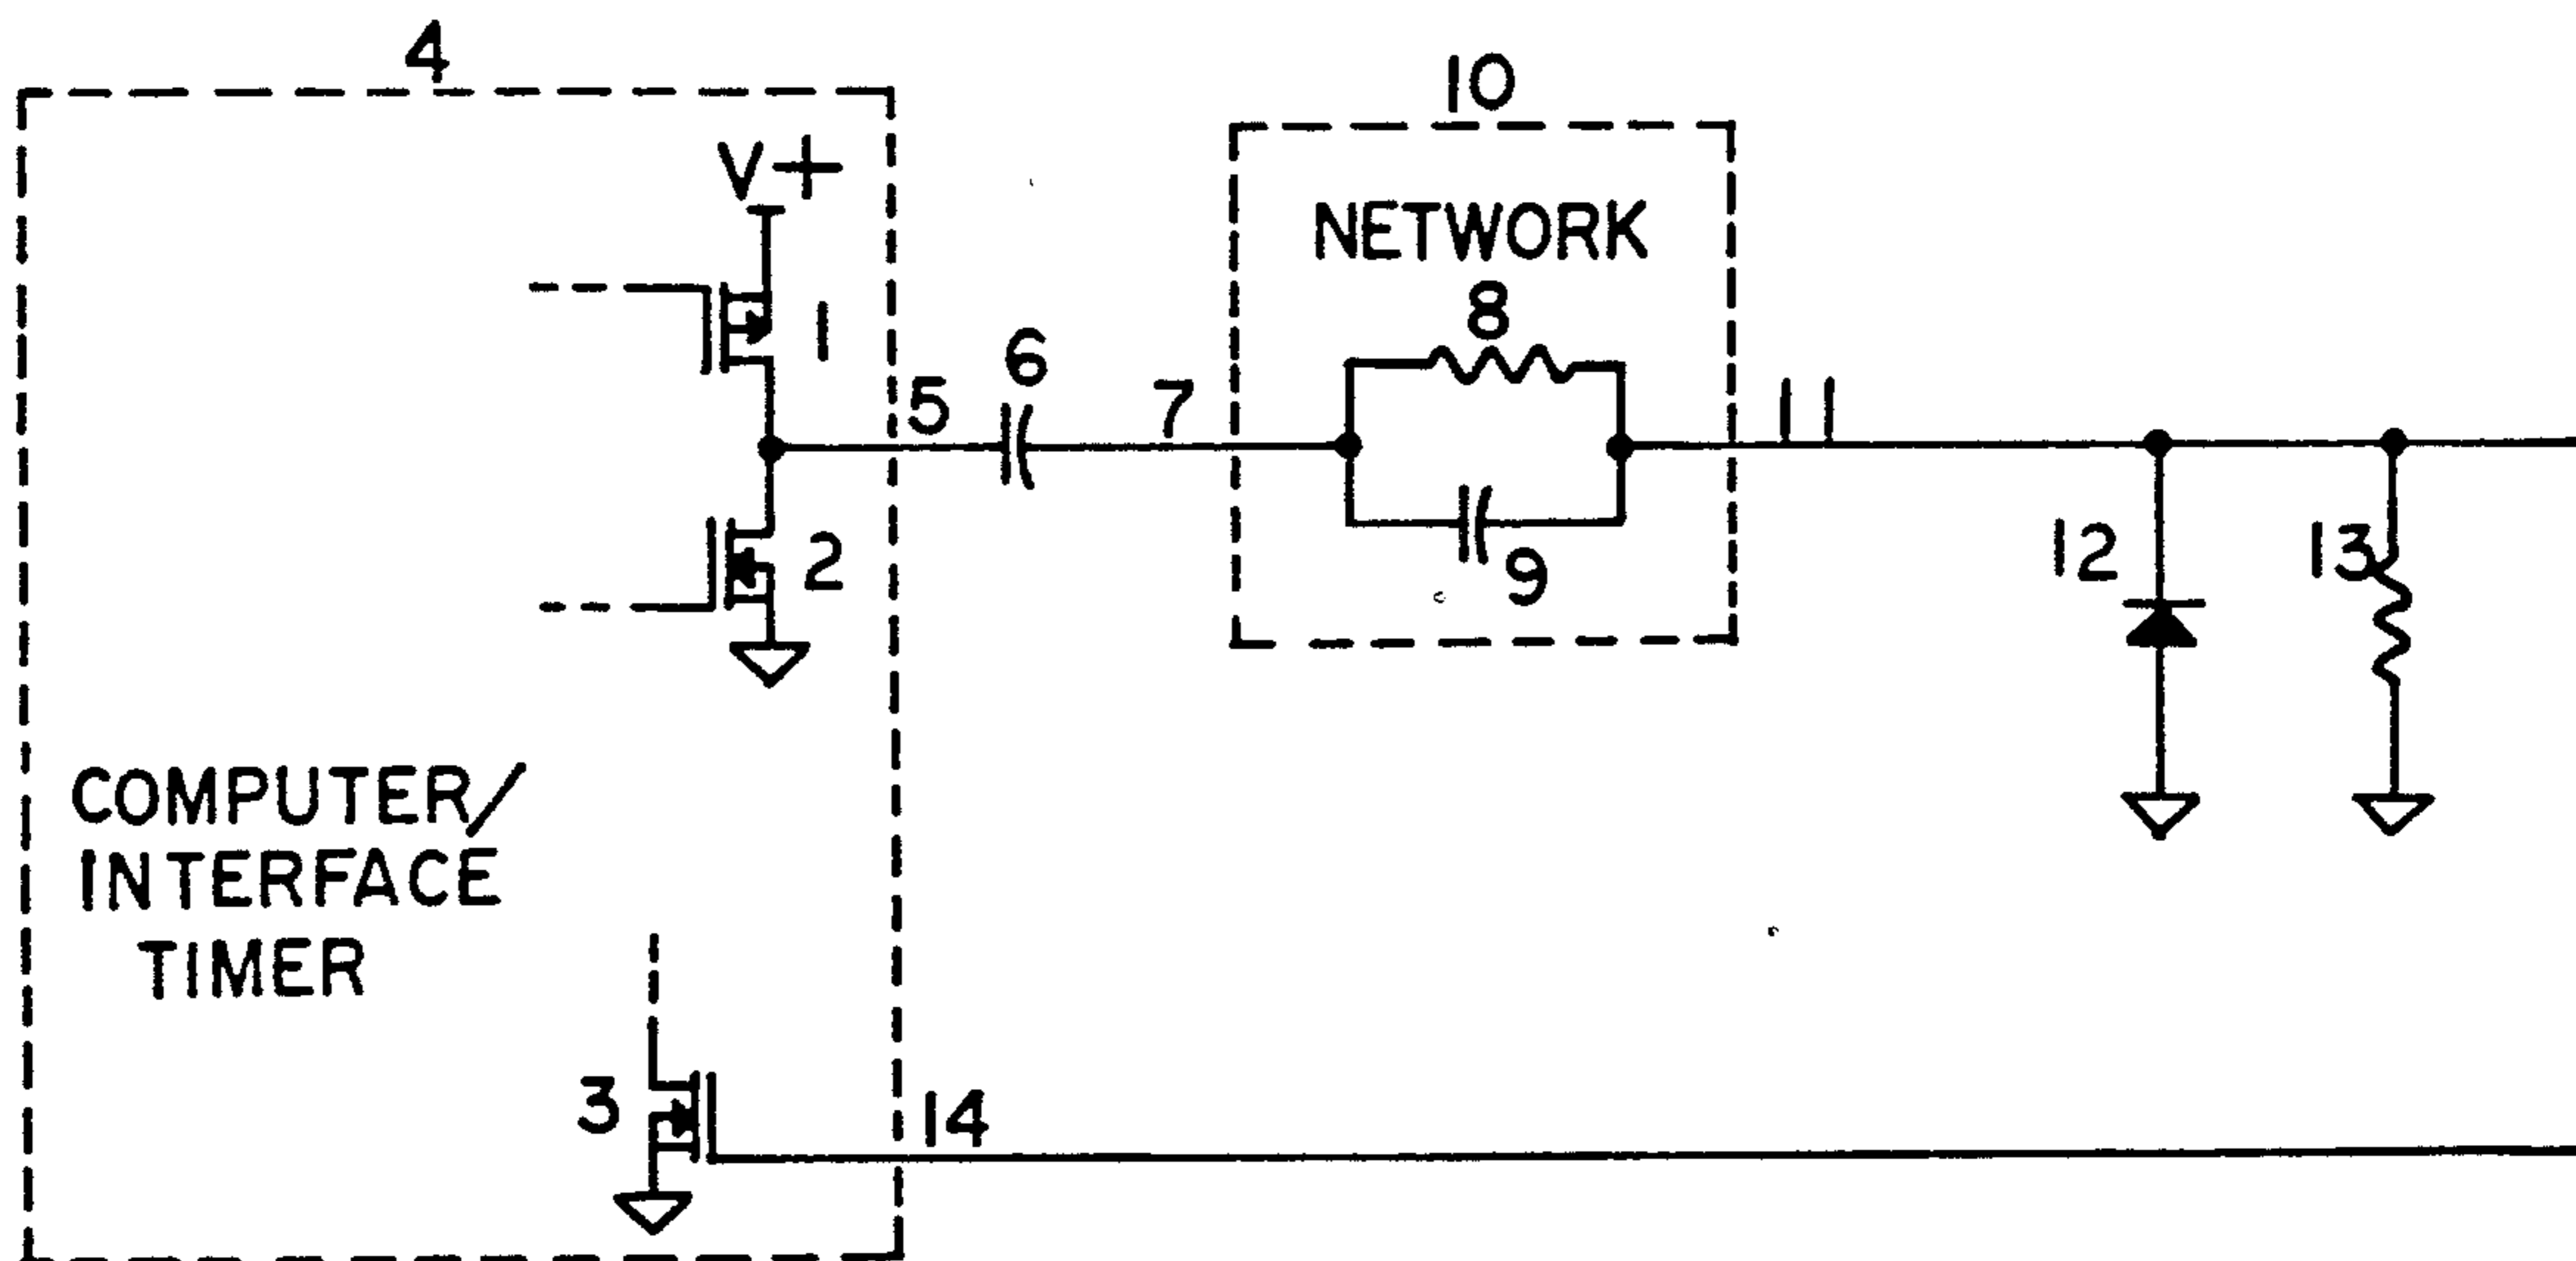 4
10
V+
NETWORK
8
1
6
5
7
11
2
9
12
13
COMPUTER/
INTERFACE
TIMER
3
14